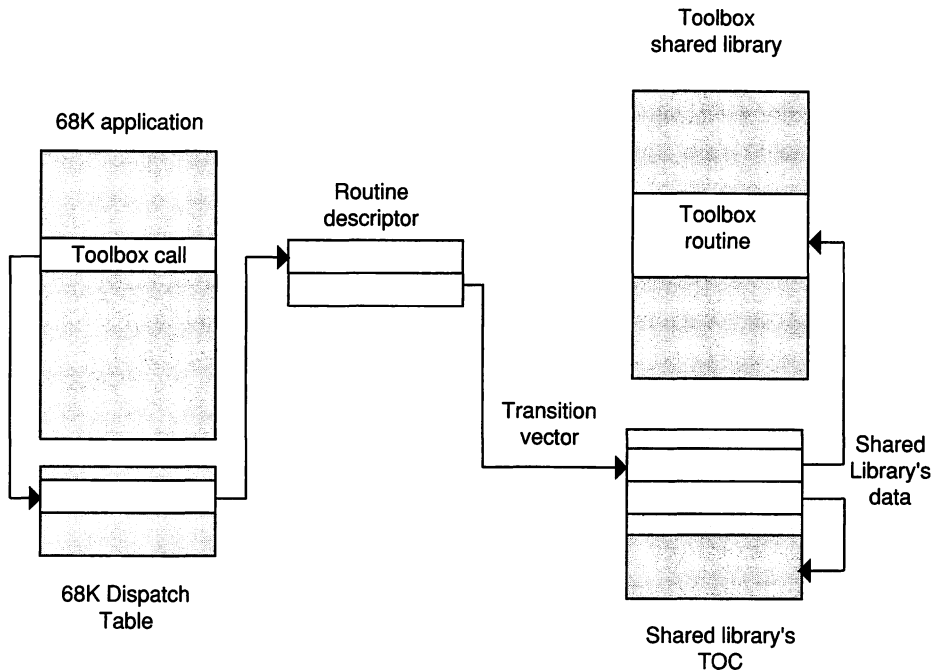 Toolbox
shared library
68K application
Routine
descriptor
Toolbox call
Toolbox
routine
Transition
vector
Shared
Library's
data
68K Dispatch
Table
Shared library's
TOC